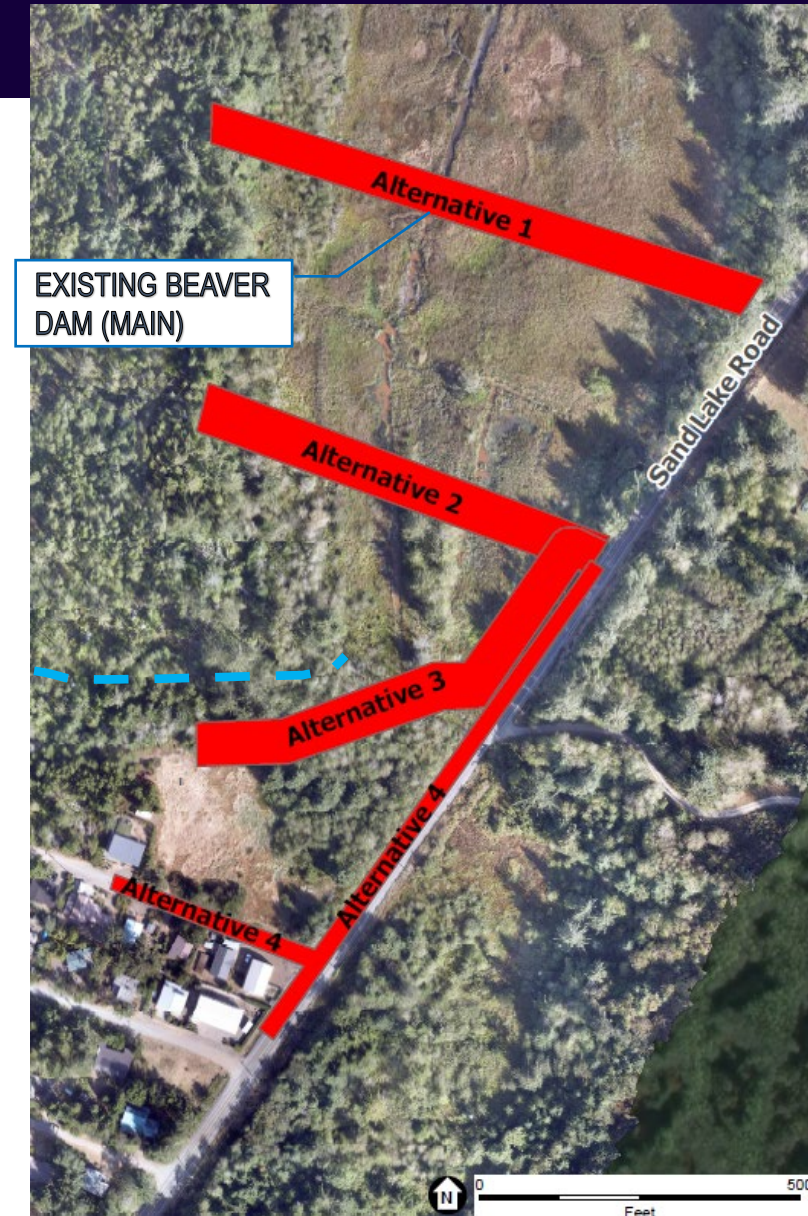 Alternative 1
EXISTING BEAVER
DAM (MAIN)
Sand Lake Road
Alternative 2
Alternative 3
Alternative 4
Alternative 4
N
0 500
Feet